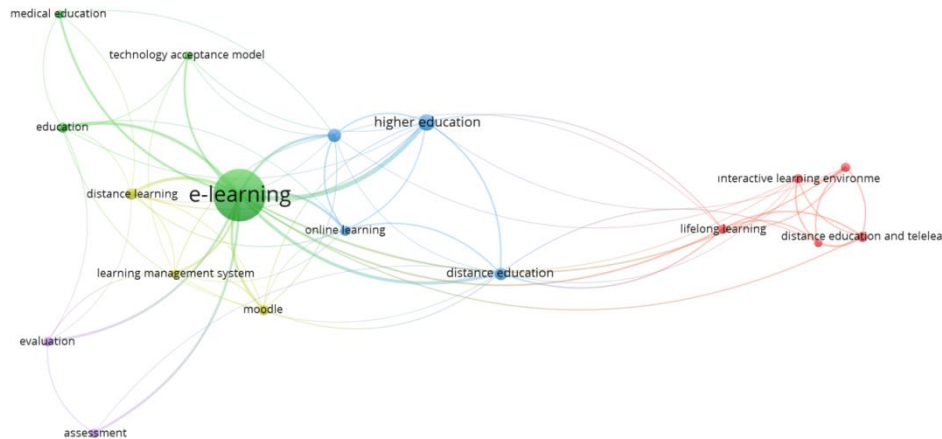 medical education
technology acceptance model
higher education
education
interactive learning environme
distance learning
e-learning
online learning
lifelong learning
distance education and telelea
learning management system
distance education
moodle
evaluation
assessment